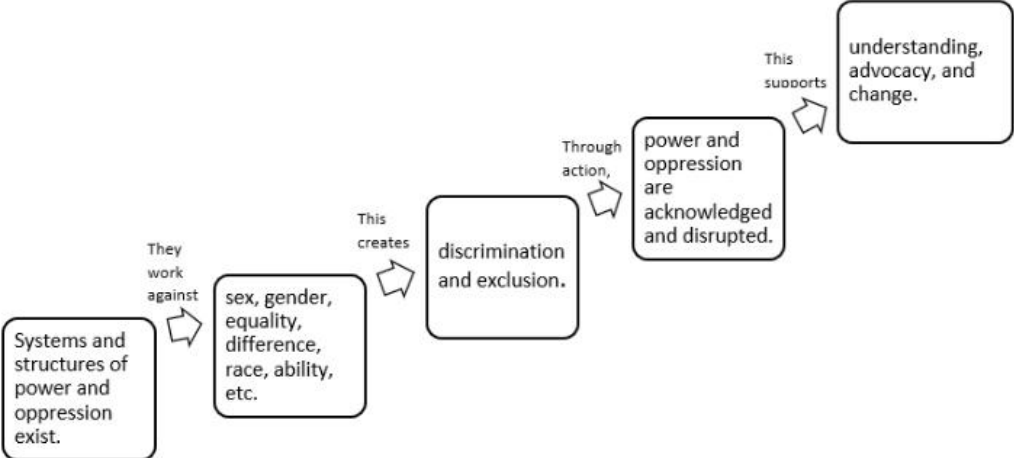 Systems and
structures of
power and
oppression
exist.
They
work
against
sex, gender,
equality,
difference,
race, ability,
etc.
This
creates
discrimination
and exclusion.
Through
action,
power and
oppression
are
acknowledged
and disrupted.
This
supports
understanding,
advocacy, and
change.